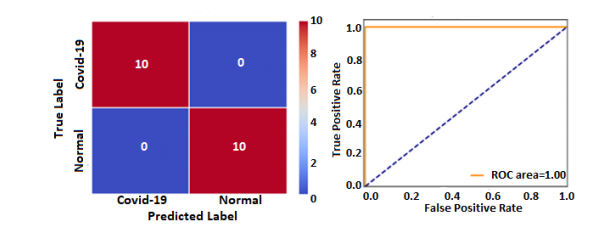 True Label
Covid-19
Normal
10
0
0
10
Covid-19
Normal
Predicted Label
10
8
6
4
2
0
True Positive Rate
1.0
0.8
0.6
0.4
0.2
0.0
ROC area=1.00
0.0
0.2
0.4
0.6
0.8
1.0
False Positive Rate